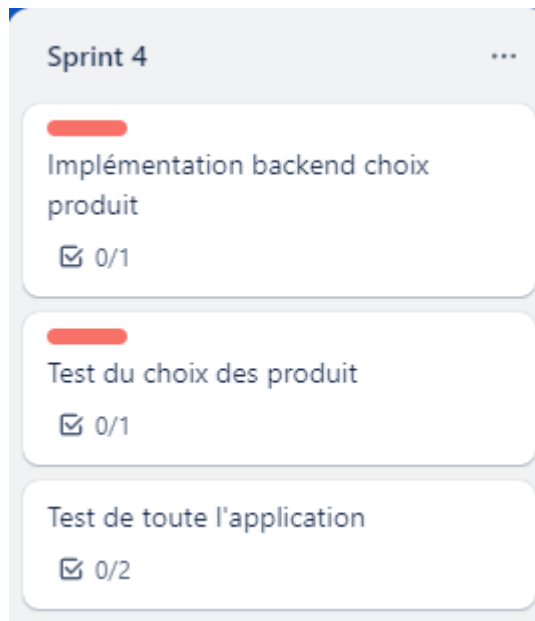 Sprint 4
Implémentation backend choix
produit
0/1
Test du choix des produit
0/1
Test de toute l'application
0/2